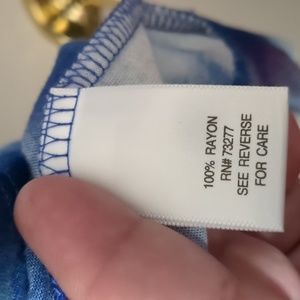 100% RAYON
RN# 73277
SEE REVERSE
FOR CARE